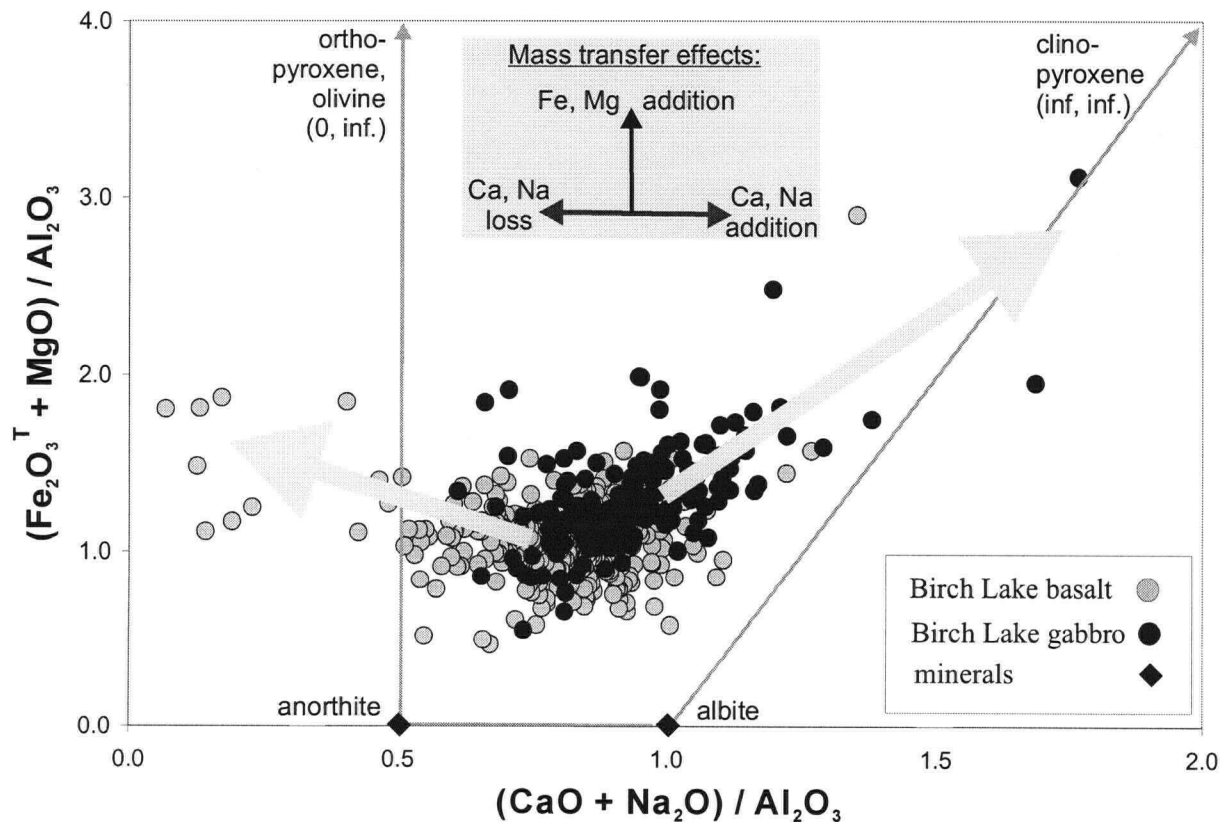 4.0
3.0
2.0
1.0
0.0
(Fe₂O₃ᵀ + MgO) / Al₂O₃
ortho-
pyroxene,
olivine
(0, inf.)
Mass transfer effects:
Fe, Mg addition
Ca, Na
loss
Ca, Na
addition
clino-
pyroxene
(inf, inf.)
Birch Lake basalt
Birch Lake gabbro
minerals
anorthite
albite
0.0
0.5
1.0
1.5
2.0
(CaO + Na₂O) / Al₂O₃